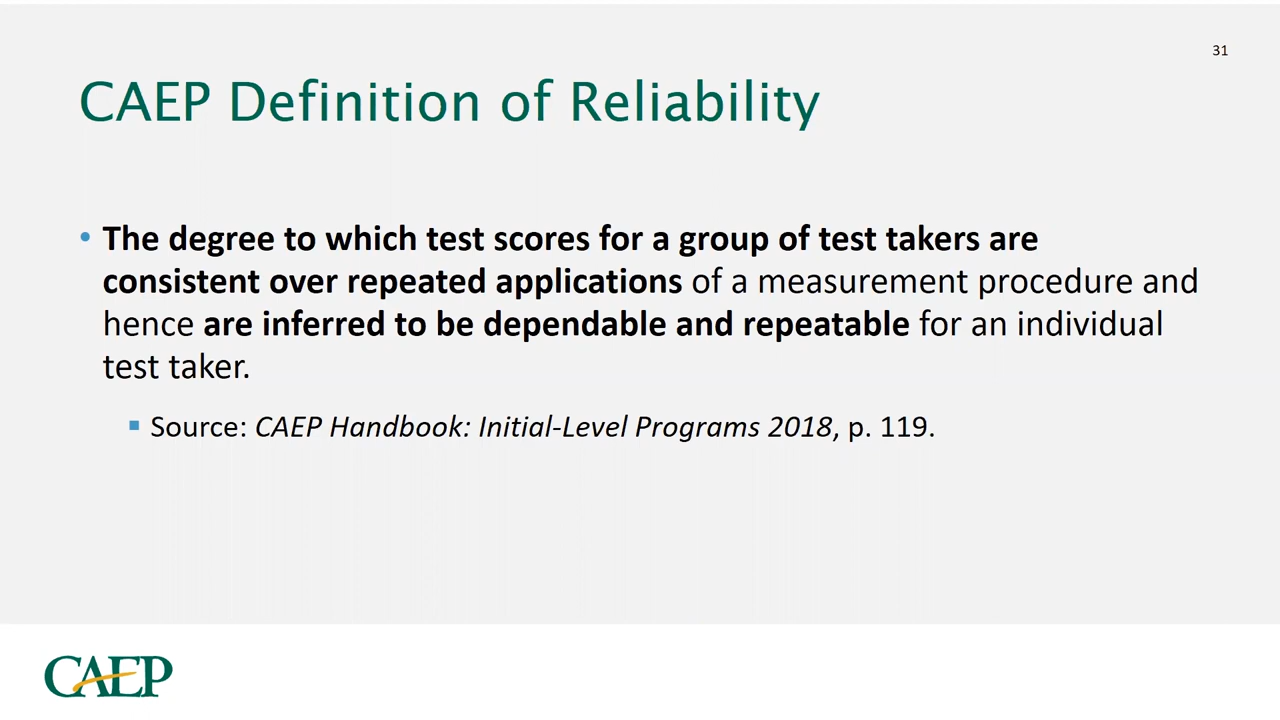 31
CAEP Definition of Reliability
• The degree to which test scores for a group of test takers are
consistent over repeated applications of a measurement procedure and
hence are inferred to be dependable and repeatable for an individual
test taker.
▪ Source: CAEP Handbook: Initial-Level Programs 2018, p. 119.
CAEP